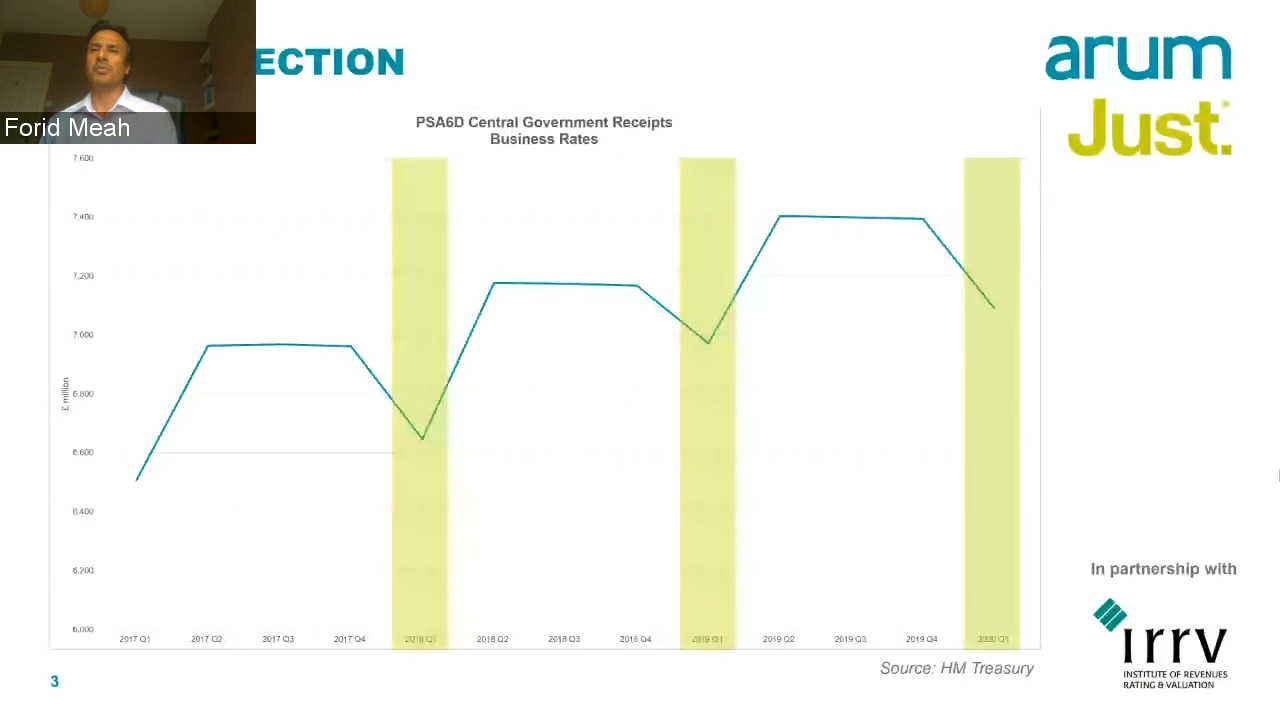 ECTION
Forid Meah
arum
Just.
PSA6D Central Government Receipts
Business Rates
£ million
7,600
7,400
7,200
7,000
6,800
6,600
6,400
6,200
6,000
2017 Q1 2017 Q2 2017 Q3 2017 Q4 2018 Q1 2018 Q2 2018 Q3 2018 Q4 2019 Q1 2019 Q2 2019 Q3 2019 Q4 2020 Q1
Source: HM Treasury
In partnership with
irrv
INSTITUTE OF REVENUES
RATING & VALUATION
3